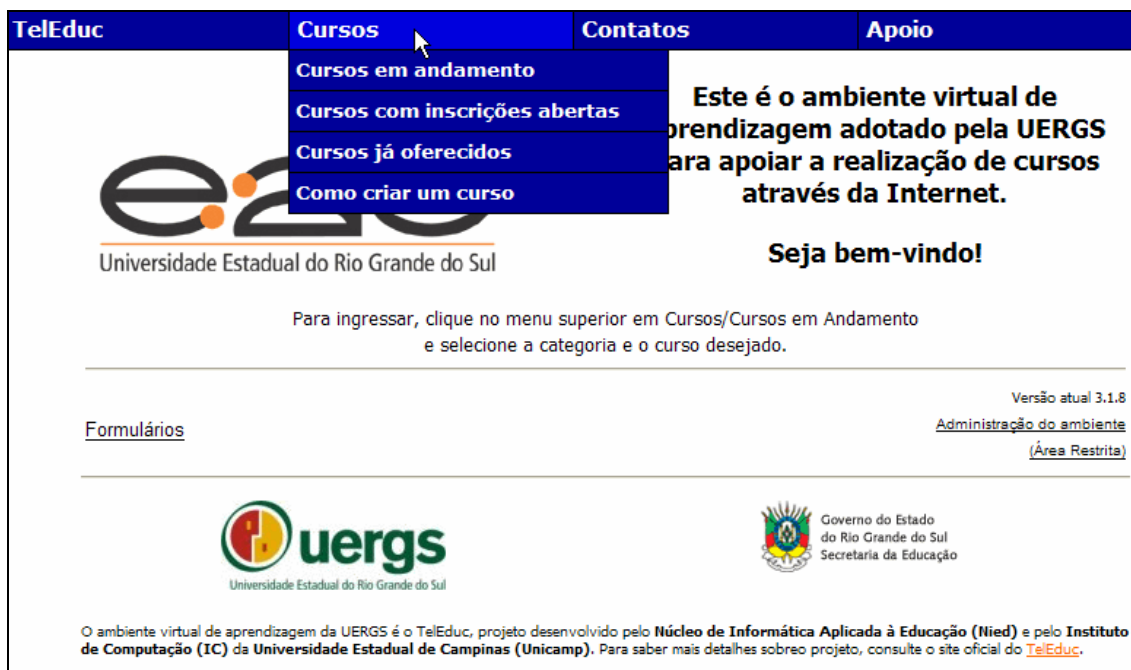 TelEduc Cursos Contatos Apoio
Cursos em andamento
Cursos com inscrições abertas
Cursos já oferecidos
Como criar um curso
Este é o ambiente virtual de
prendizagem adotado pela UERGS
ara apoiar a realização de cursos
através da Internet.
Seja bem-vindo!
Universidade Estadual do Rio Grande do Sul
Para ingressar, clique no menu superior em Cursos/Cursos em Andamento
e selecione a categoria e o curso desejado.
Versão atual 3.1.8
Formulários
Administração do ambiente
(Área Restrita)
uergs
Universidade Estadual do Rio Grande do Sul
Governo do Estado
do Rio Grande do Sul
Secretaria da Educação
O ambiente virtual de aprendizagem da UERGS é o TelEduc, projeto desenvolvido pelo Núcleo de Informática Aplicada à Educação (Nied) e pelo Instituto
de Computação (IC) da Universidade Estadual de Campinas (Unicamp). Para saber mais detalhes sobreo projeto, consulte o site oficial do TelEduc.